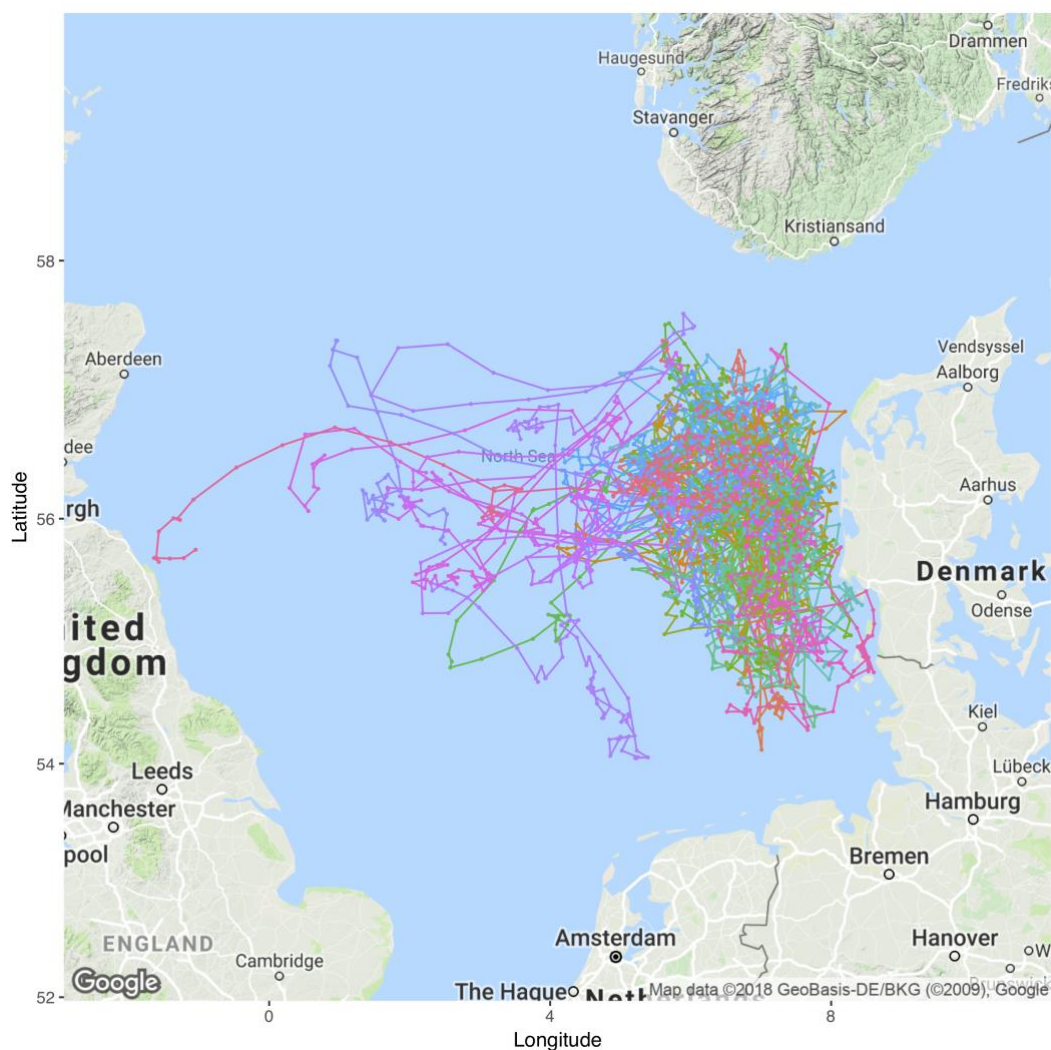 Drammen
Haugesund
Fredriks
Stavanger
Kristiansand
58
Aberdeen
Vendsyssel
Aalborg
dee
North Sea
Aarhus
rgh
56
Latitude
Denmark
Odense
ited
gdom
Kiel
54
Leeds
Lübeck
Manchester
Hamburg
pool
Bremen
ENGLAND
Amsterdam
Hanover
Cambridge
W
Google
The Hague
Netherlands
Brunswick
Map data ©2018 GeoBasis-DE/BKG (©2009), Google
52
0
4
8
Longitude